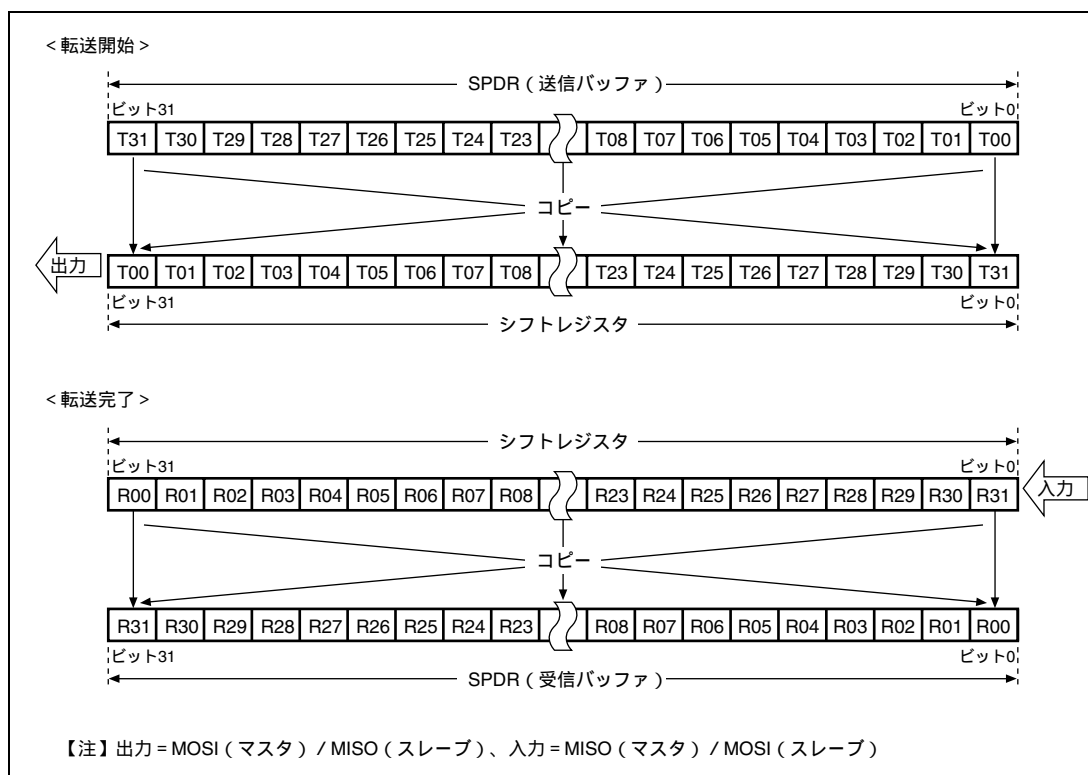 <転送開始>
SPDR（送信バッファ）
ビット31 ビット0
T31 T30 T29 T28 T27 T26 T25 T24 T23 T08 T07 T06 T05 T04 T03 T02 T01 T00
コピー
出力
T00 T01 T02 T03 T04 T05 T06 T07 T08 T23 T24 T25 T26 T27 T28 T29 T30 T31
ビット31 ビット0
シフトレジスタ
<転送完了>
シフトレジスタ
ビット31 ビット0
R00 R01 R02 R03 R04 R05 R06 R07 R08 R23 R24 R25 R26 R27 R28 R29 R30 R31
入力
コピー
R31 R30 R29 R28 R27 R26 R25 R24 R23 R08 R07 R06 R05 R04 R03 R02 R01 R00
ビット31 ビット0
SPDR（受信バッファ）
【注】出力=MOSI（マスタ）/MISO（スレーブ）、入力=MISO（マスタ）/MOSI（スレーブ）